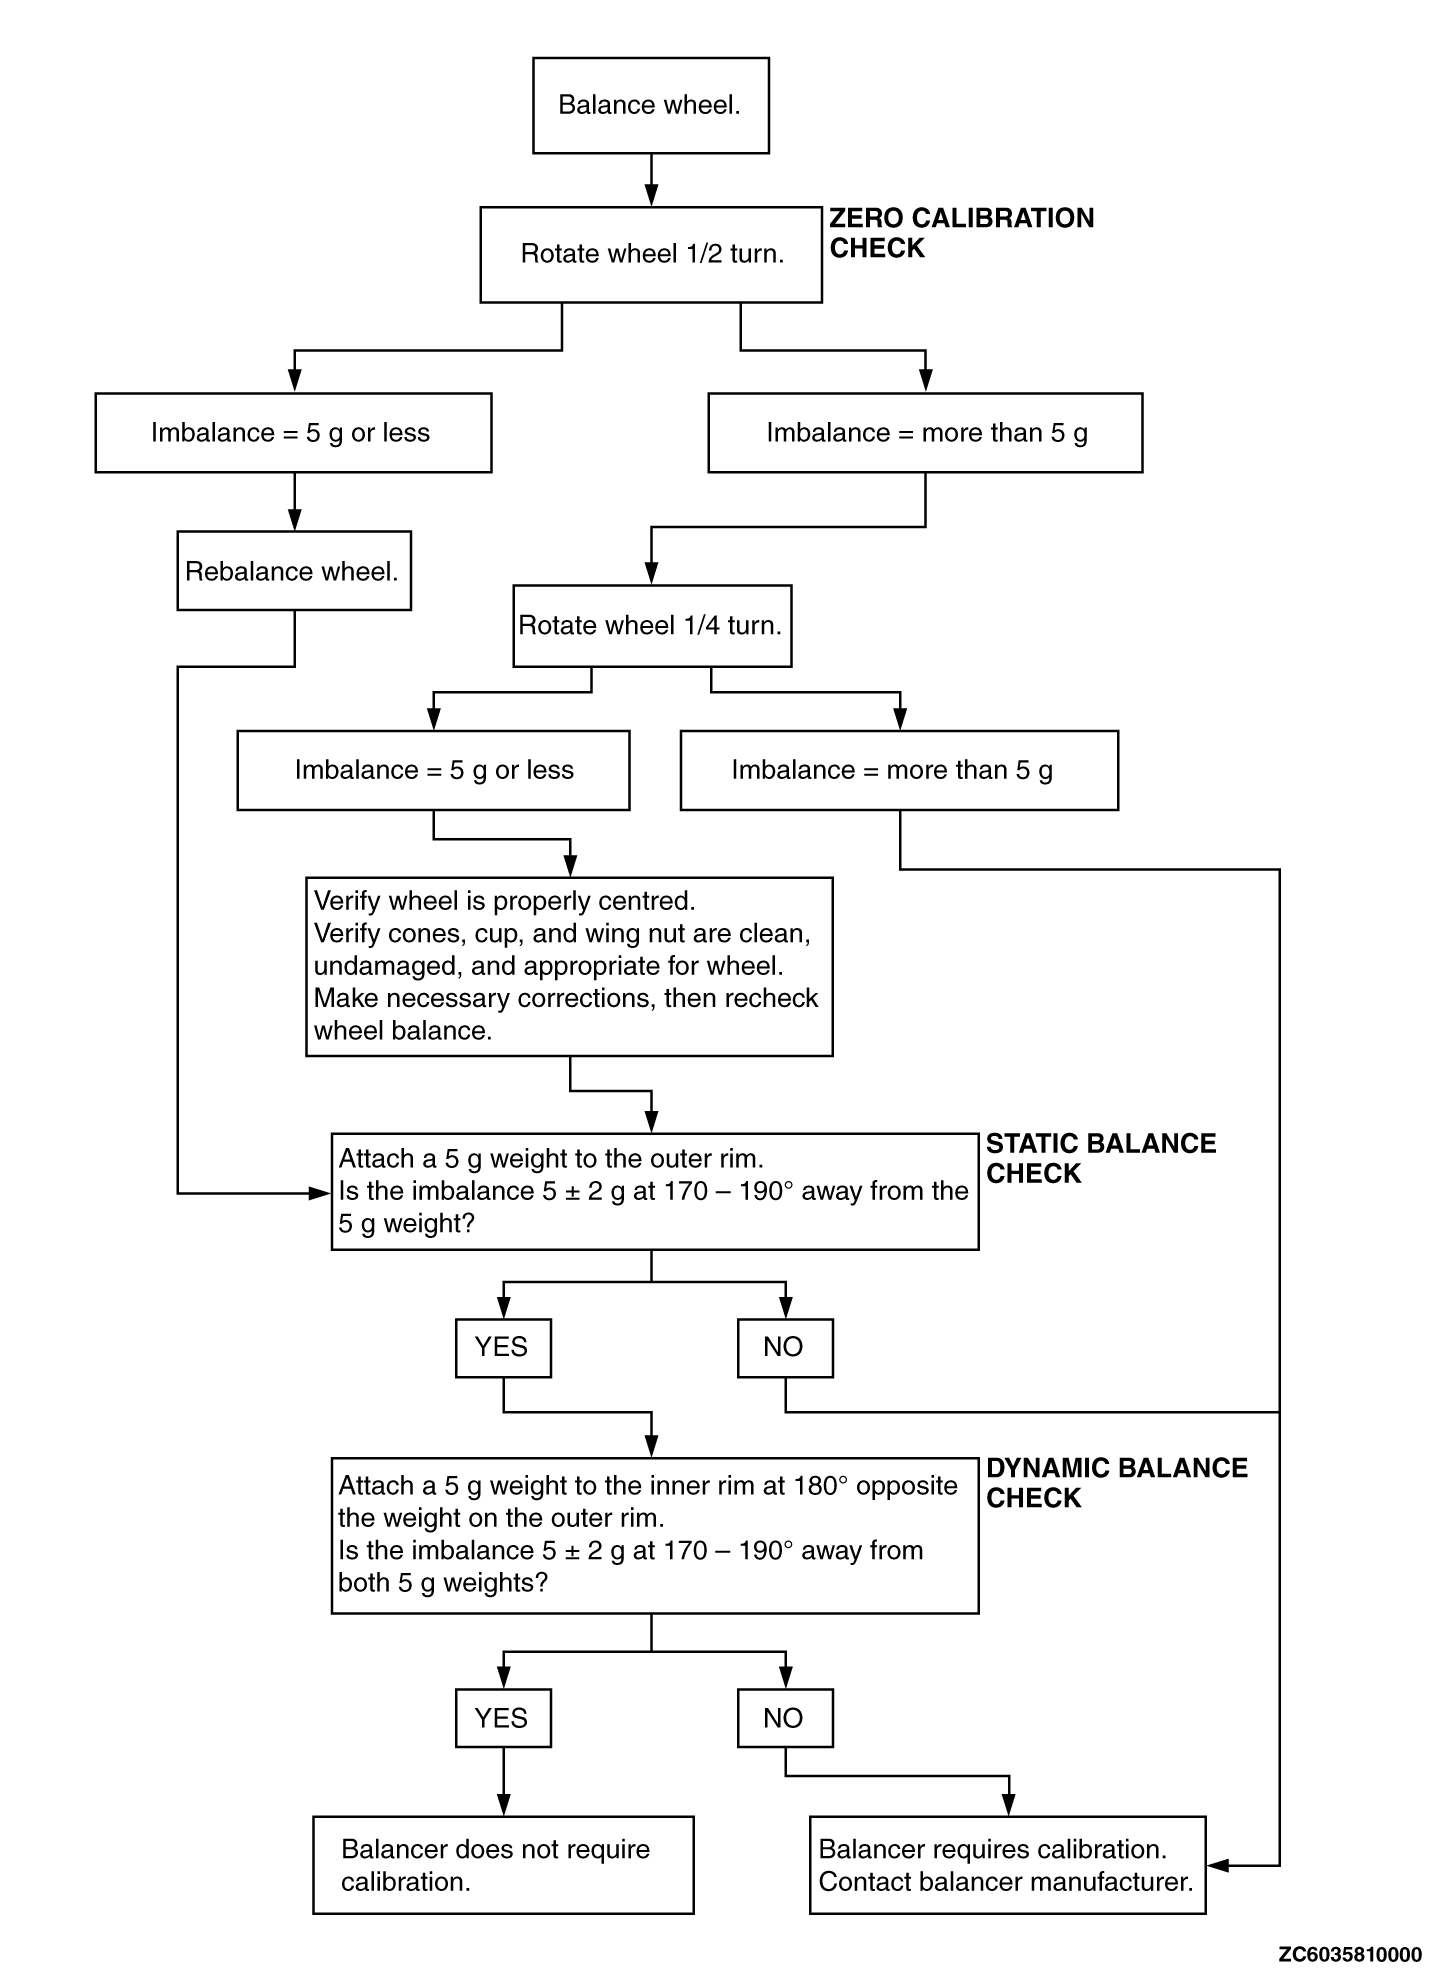 Balance wheel.
ZERO CALIBRATION
CHECK
Rotate wheel 1/2 turn.
Imbalance = 5 g or less
Imbalance = more than 5 g
Rebalance wheel.
Rotate wheel 1/4 turn.
Imbalance = 5 g or less
Imbalance = more than 5 g
Verify wheel is properly centred.
Verify cones, cup, and wing nut are clean,
undamaged, and appropriate for wheel.
Make necessary corrections, then recheck
wheel balance.
STATIC BALANCE
CHECK
Attach a 5 g weight to the outer rim.
Is the imbalance 5 ± 2 g at 170 – 190° away from the
5 g weight?
YES
NO
DYNAMIC BALANCE
CHECK
Attach a 5 g weight to the inner rim at 180° opposite
the weight on the outer rim.
Is the imbalance 5 ± 2 g at 170 – 190° away from
both 5 g weights?
YES
NO
Balancer does not require
calibration.
Balancer requires calibration.
Contact balancer manufacturer.
ZC6035810000